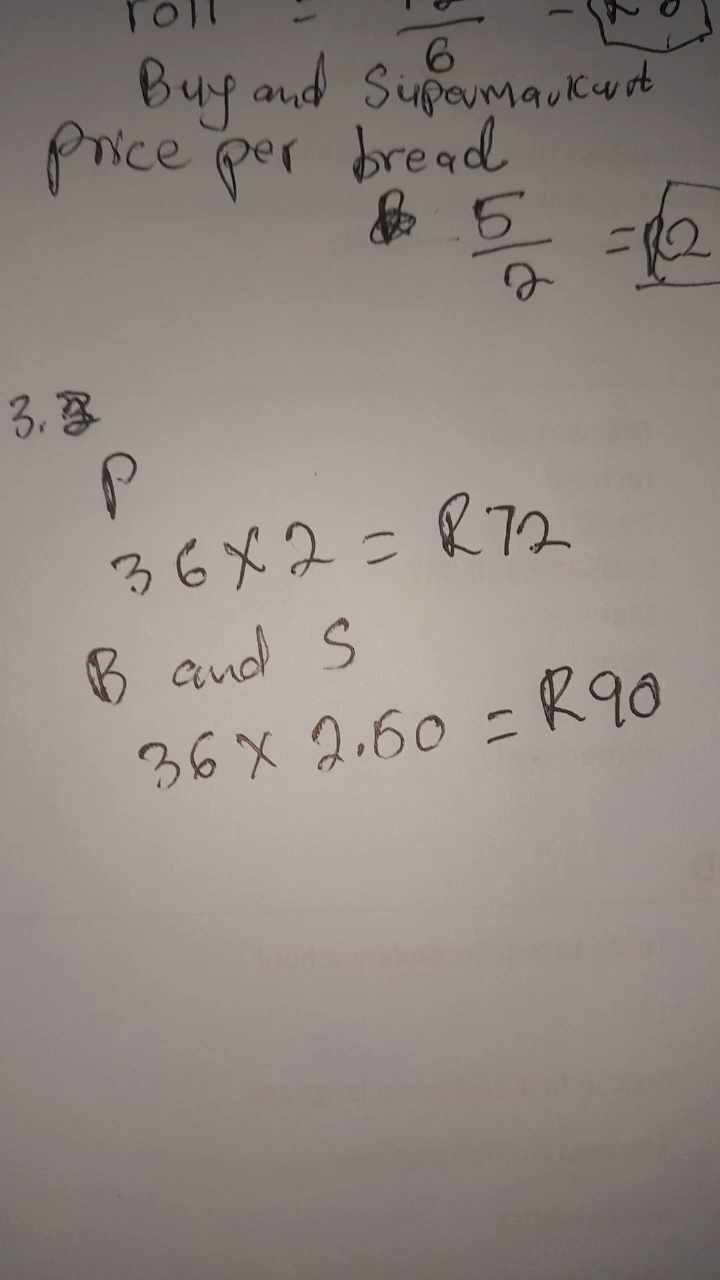 roll =
6
Buy and Supermarkart
price per bread
5/2 = R2
3.
P
36 X 2 = R72
B and S
36 X 2.50 = R90